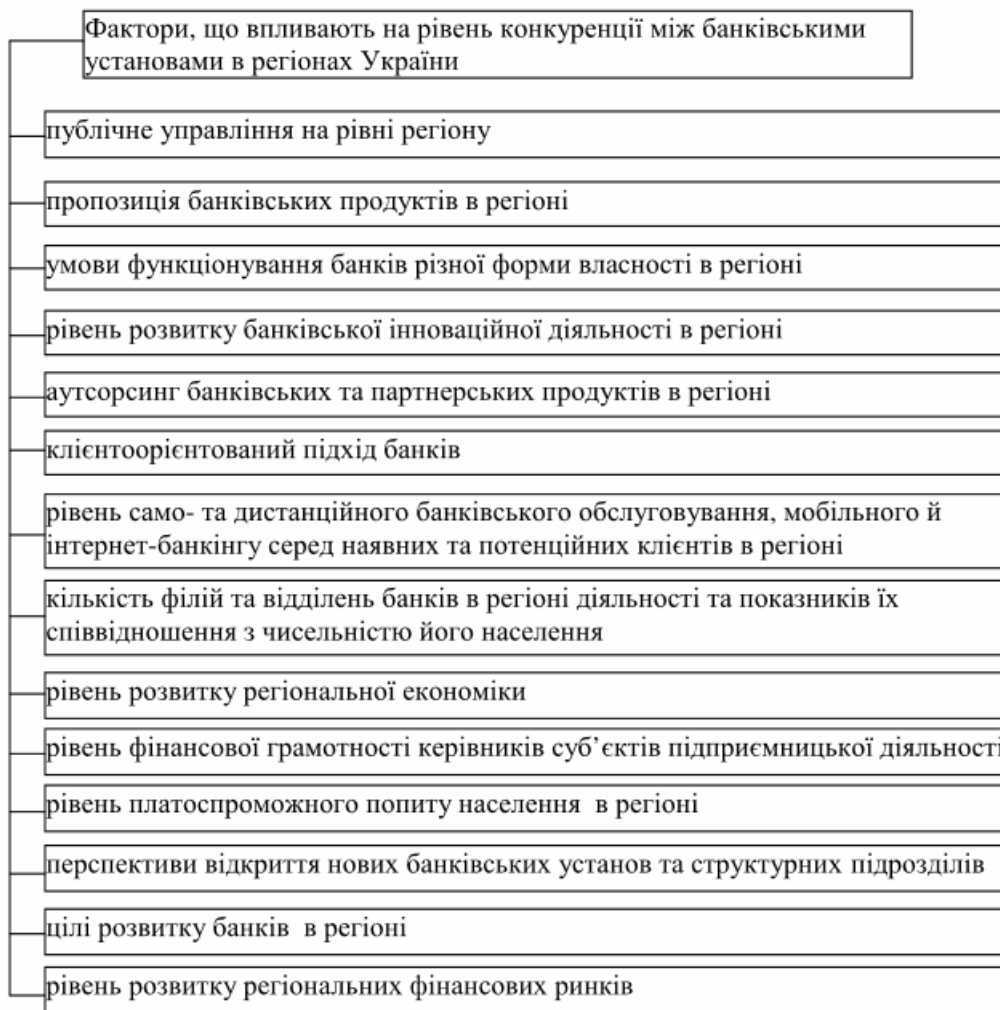 Фактори, що впливають на рівень конкуренції між банківськими
установами в регіонах України
публічне управління на рівні регіону
пропозиція банківських продуктів в регіоні
умови функціонування банків різної форми власності в регіоні
рівень розвитку банківської інноваційної діяльності в регіоні
аутсорсинг банківських та партнерських продуктів в регіоні
клієнтоорієнтований підхід банків
рівень само- та дистанційного банківського обслуговування, мобільного й
інтернет-банкінгу серед наявних та потенційних клієнтів в регіоні
кількість філій та відділень банків в регіоні діяльності та показників їх
співвідношення з чисельністю його населення
рівень розвитку регіональної економіки
рівень фінансової грамотності керівників суб’єктів підприємницької діяльності
рівень платоспроможного попиту населення в регіоні
перспективи відкриття нових банківських установ та структурних підрозділів
цілі розвитку банків в регіоні
рівень розвитку регіональних фінансових ринків